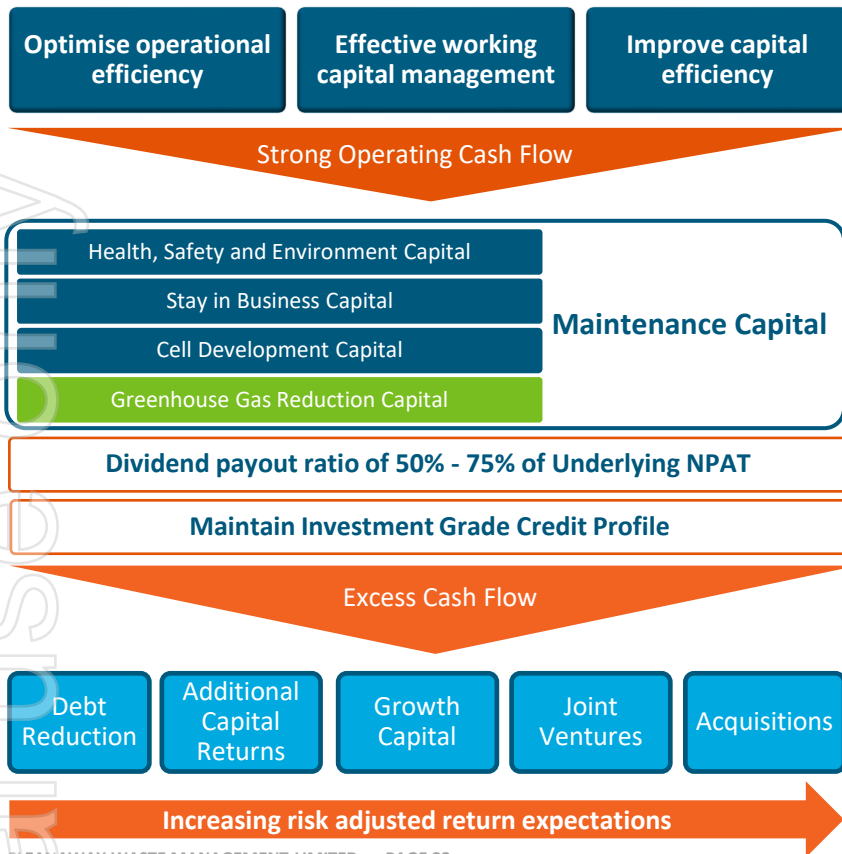 Optimise operational
efficiency
Effective working
capital management
Improve capital
efficiency
Strong Operating Cash Flow
Health, Safety and Environment Capital
Stay in Business Capital
Cell Development Capital
Greenhouse Gas Reduction Capital
Maintenance Capital
Dividend payout ratio of 50% - 75% of Underlying NPAT
Maintain Investment Grade Credit Profile
Excess Cash Flow
Debt
Reduction
Additional
Capital
Returns
Growth
Capital
Joint
Ventures
Acquisitions
Increasing risk adjusted return expectations